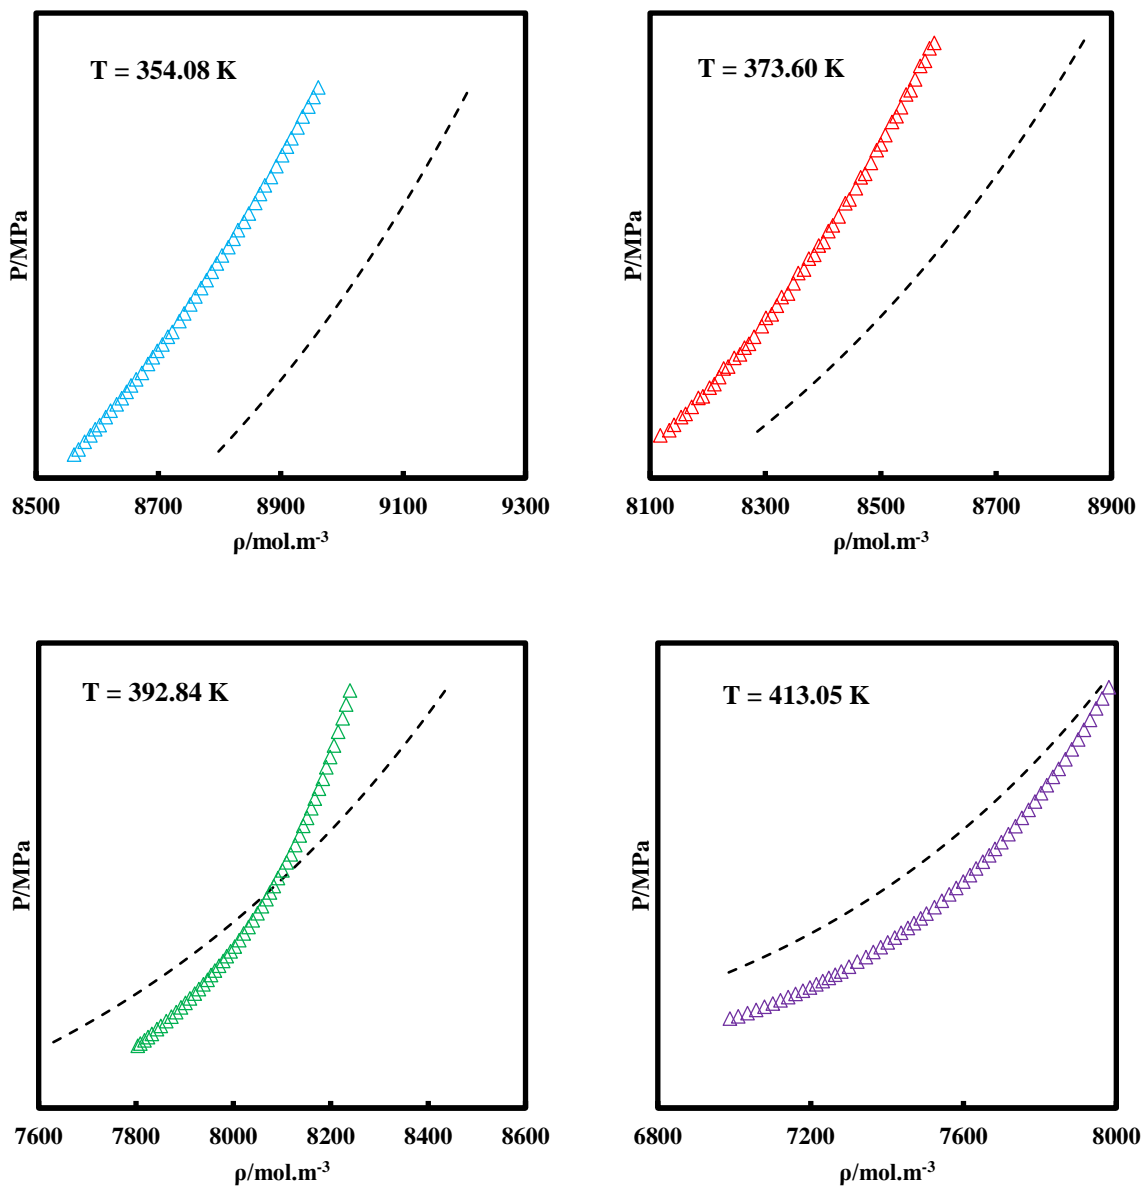 T = 354.08 K
P/MPa
8500 8700 8900 9100 9300
ρ/mol.m⁻³
T = 373.60 K
P/MPa
8100 8300 8500 8700 8900
ρ/mol.m⁻³
T = 392.84 K
P/MPa
7600 7800 8000 8200 8400 8600
ρ/mol.m⁻³
T = 413.05 K
P/MPa
6800 7200 7600 8000
ρ/mol.m⁻³